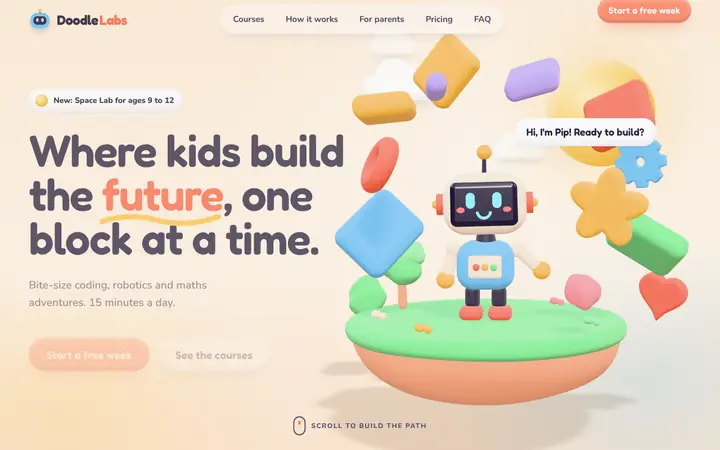 DoodleLabs
Courses
How it works
For parents
Pricing
FAQ
Start a free week
New: Space Lab for ages 9 to 12
Where kids build
the future, one
block at a time.
Bite-size coding, robotics and maths
adventures. 15 minutes a day.
Start a free week
See the courses
Hi, I'm Pip! Ready to build?
SCROLL TO BUILD THE PATH